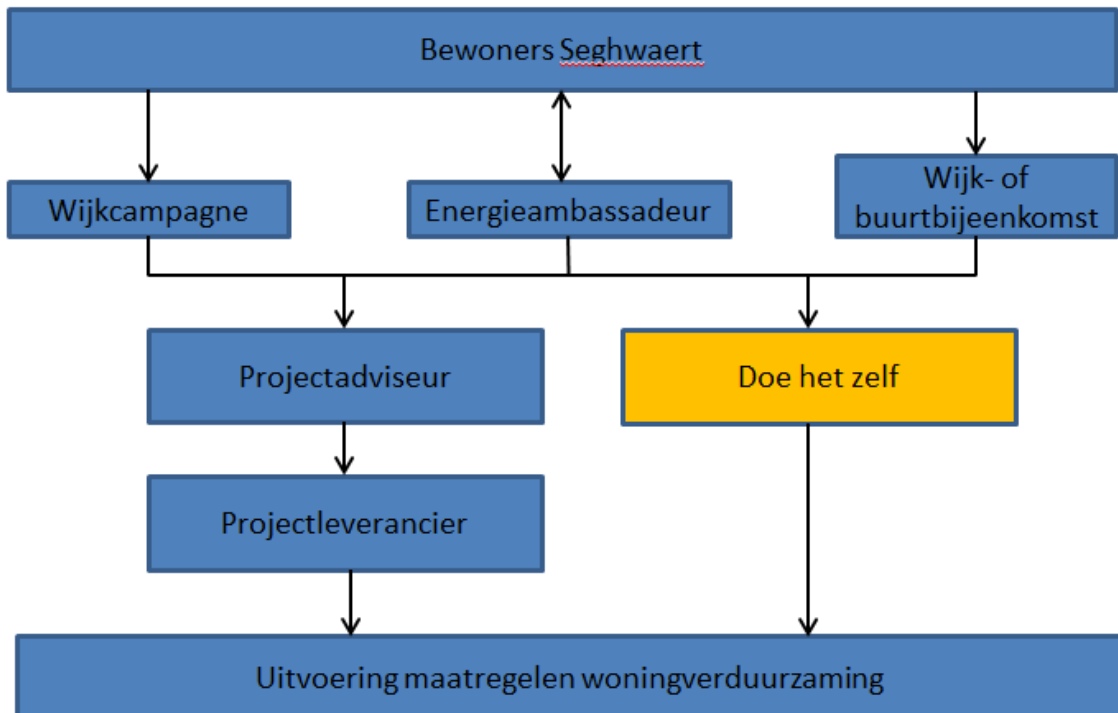 Bewoners Seghwaert
Wijkcampagne
Energieambassadeur
Wijk- of
buurtbijeenkomst
Projectadviseur
Doe het zelf
Projectleverancier
Uitvoering maatregelen woningverduurzaming